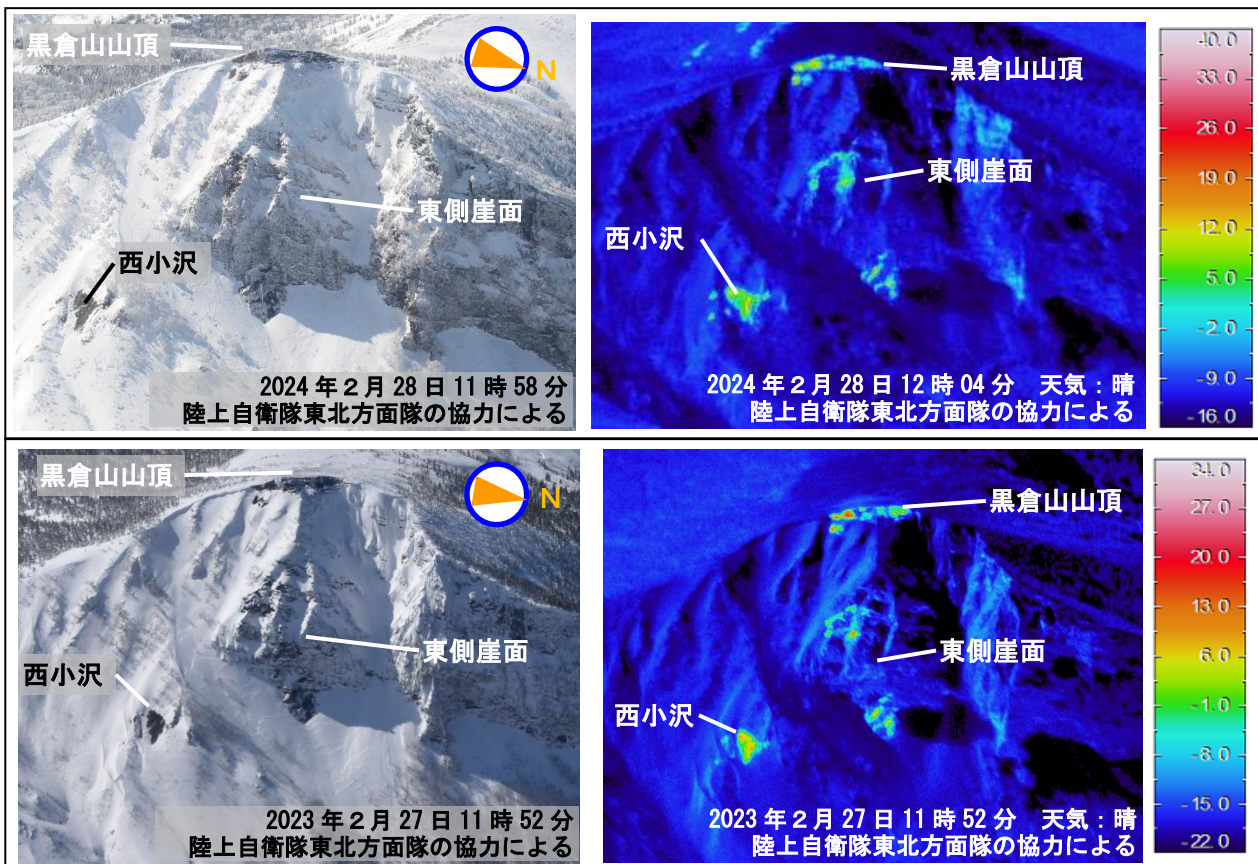 黒倉山山頂
N
東側崖面
西小沢
2024年2月28日11時58分
陸上自衛隊東北方面隊の協力による
黒倉山山頂
東側崖面
西小沢
2024年2月28日12時04分 天気:晴
陸上自衛隊東北方面隊の協力による
40.0
33.0
26.0
19.0
12.0
5.0
-2.0
-9.0
-16.0
黒倉山山頂
N
東側崖面
西小沢
2023年2月27日11時52分
陸上自衛隊東北方面隊の協力による
黒倉山山頂
東側崖面
西小沢
2023年2月27日11時52分 天気:晴
陸上自衛隊東北方面隊の協力による
34.0
27.0
20.0
13.0
6.0
-1.0
-8.0
-15.0
-22.0